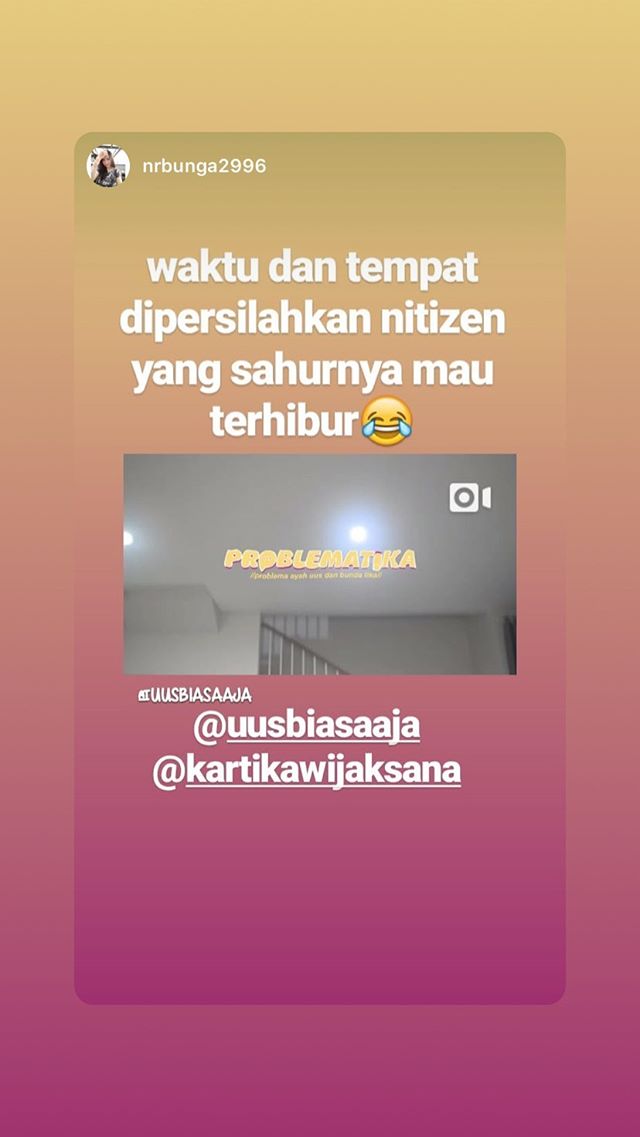 nrbunga2996
waktu dan tempat
dipersilahkan nitizen
yang sahurnya mau
terhibur😂
PROBLEMATIKA
//problema ayah uus dan bunda tika//
@UUSBIASAAJA
@uusbiasaaja
@kartikawijaksana